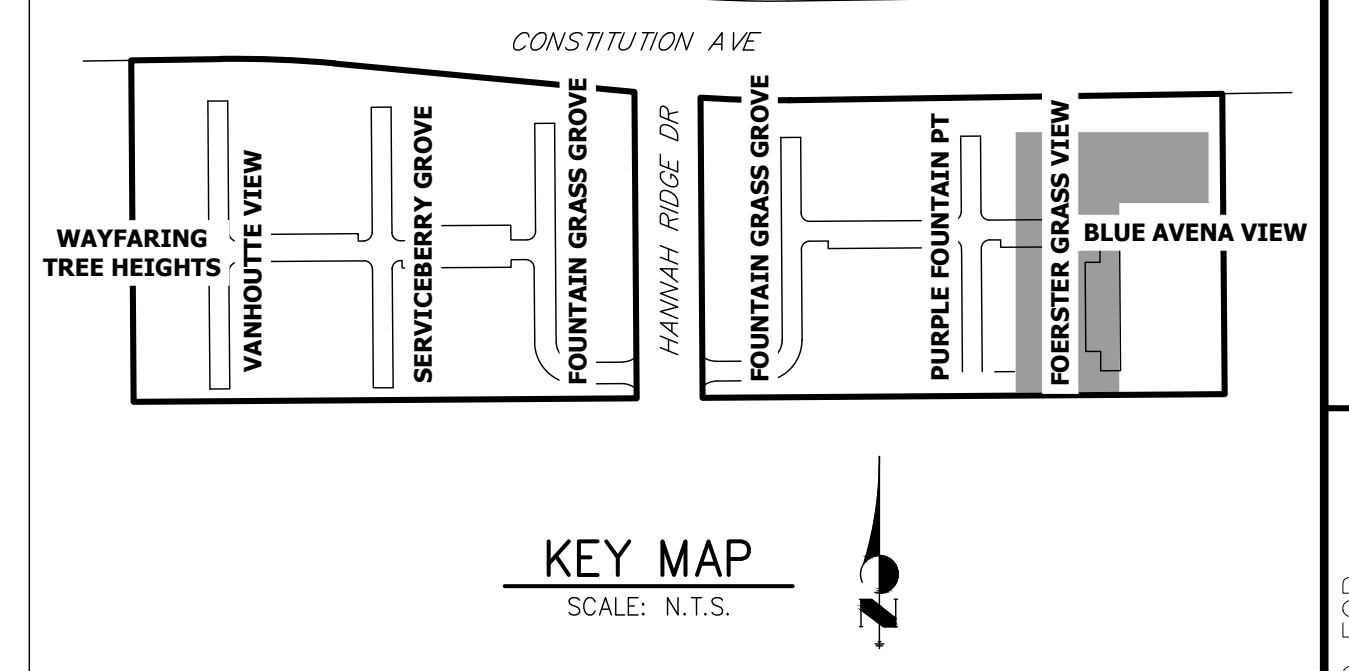 CONSTITUTION AVE
WAYFARING
TREE HEIGHTS
VANHOUTTE VIEW
SERVICEBERRY GROVE
FOUNTAIN GRASS GROVE
HANNAH RIDGE DR
FOUNTAIN GRASS GROVE
PURPLE FOUNTAIN PT
FOERSTER GRASS VIEW
BLUE AVENA VIEW
KEY MAP
SCALE: N.T.S.
N